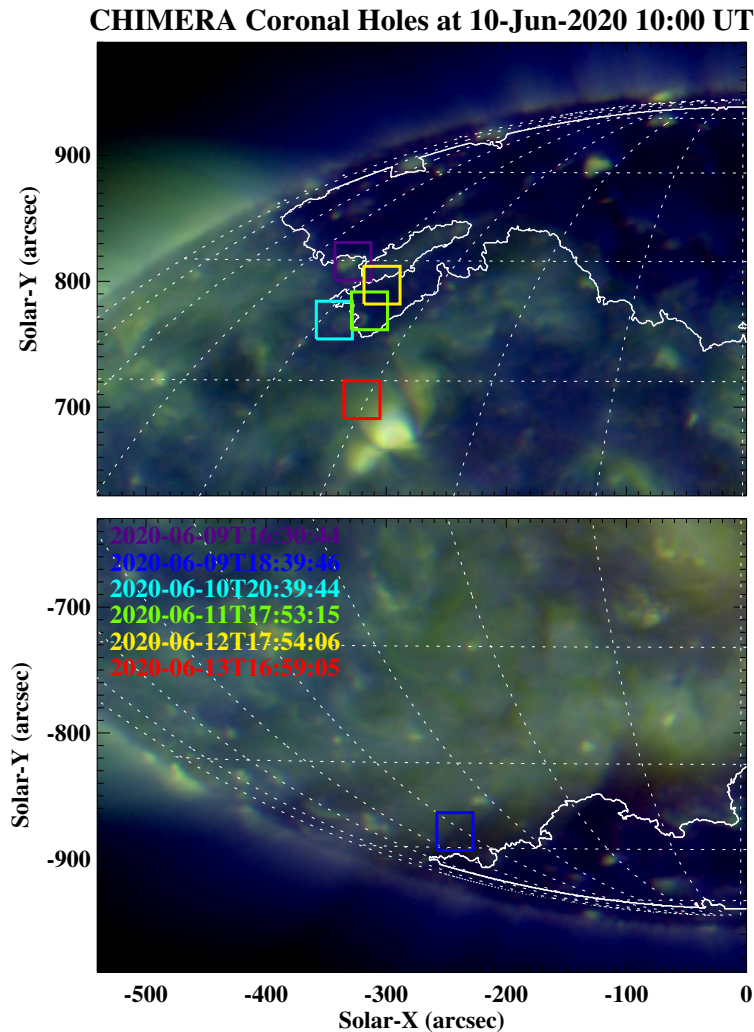 CHIMERA Coronal Holes at 10-Jun-2020 10:00 UT
900
800
700
Solar-Y (arcsec)
2020-06-09T16:30:44
2020-06-09T18:39:46
2020-06-10T20:39:44
2020-06-11T17:53:15
2020-06-12T17:54:06
2020-06-13T16:59:05
-700
-800
-900
Solar-Y (arcsec)
-500 -400 -300 -200 -100 0
Solar-X (arcsec)